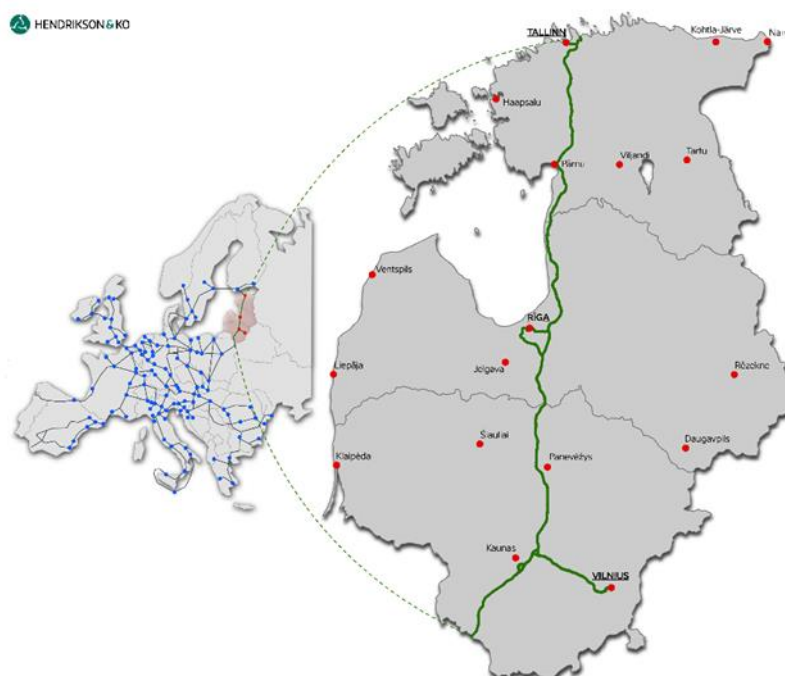 HENDRIKSON&KO
TALLINN
Kohtla-Järve
Haapsalu
Pärnu
Viljandi
Tartu
Ventspils
RĪGA
Liepāja
Jelgava
Rēzekne
Šiauliai
Daugavpils
Klaipėda
Panevėžys
Kaunas
VILNIUS